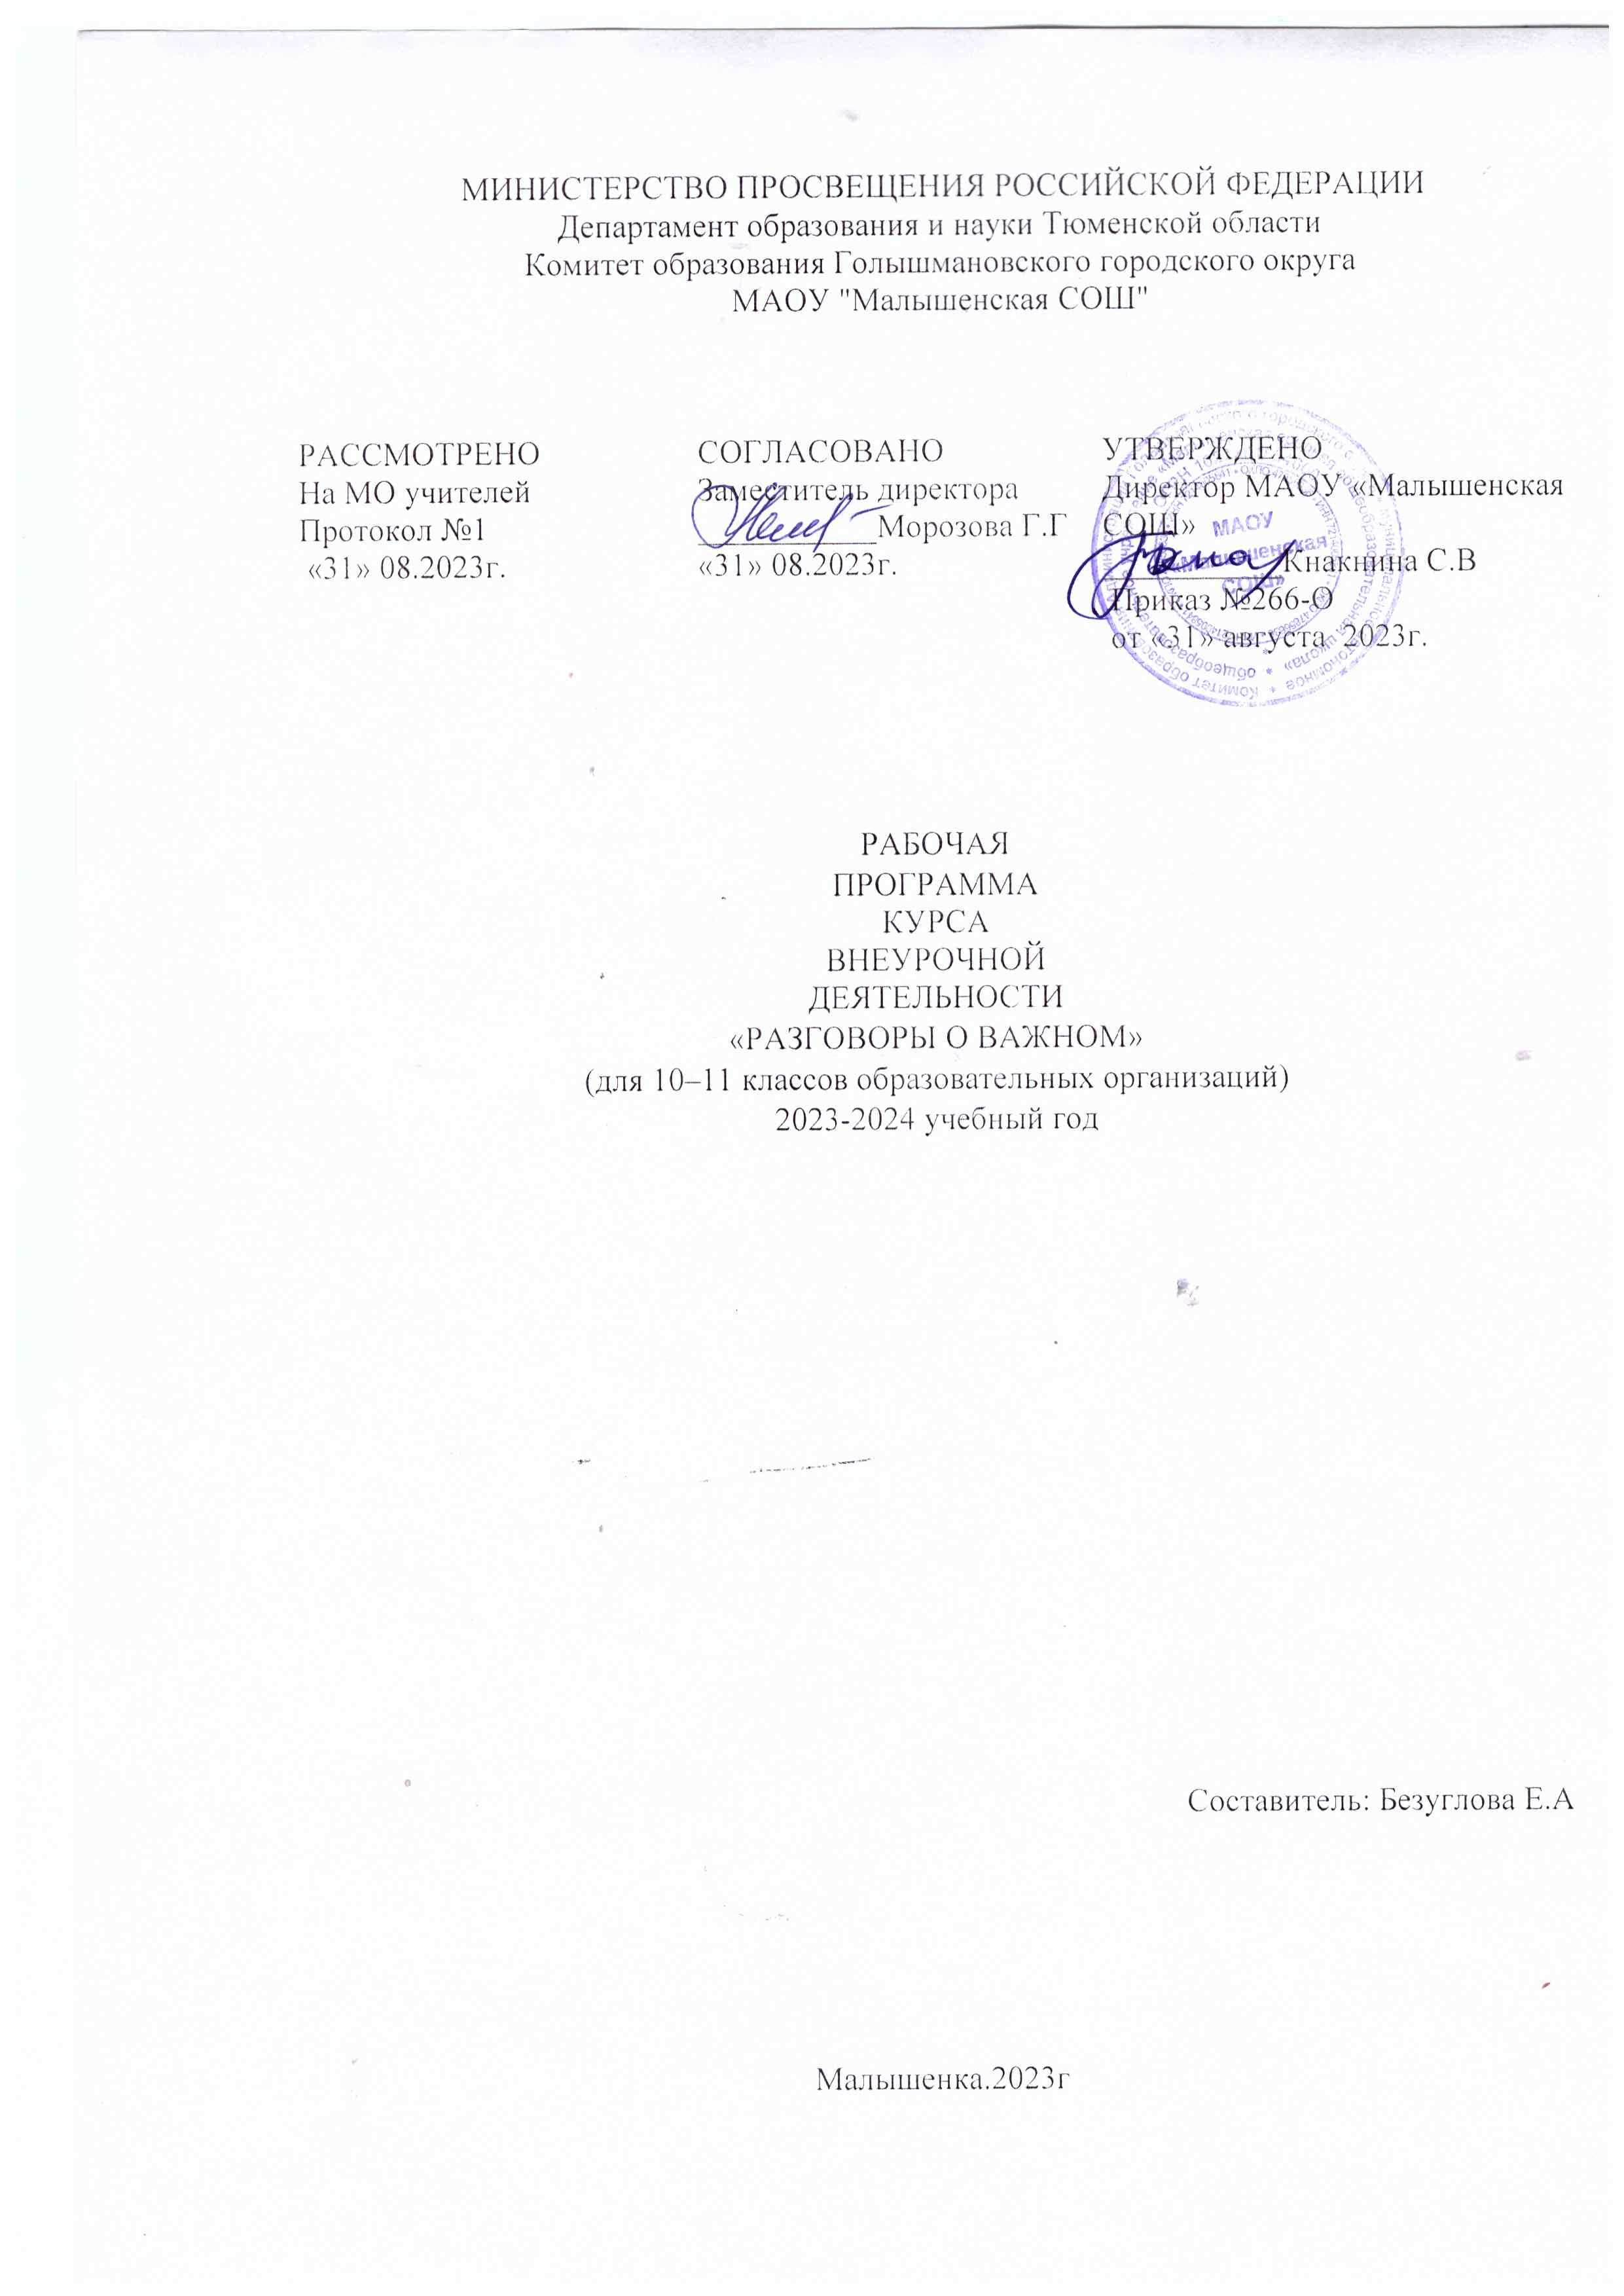 МИНИСТЕРСТВО ПРОСВЕЩЕНИЯ РОССИЙСКОЙ ФЕДЕРАЦИИ
Департамент образования и науки Тюменской области
Комитет образования Голышмановского городского округа
МАОУ "Малышенская СОШ"
РАССМОТРЕНО
На МО учителей
Протокол №1
«31» 08.2023г.
СОГЛАСОВАНО
Заместитель директора
Морозова Г.Г
«31» 08.2023г.
УТВЕРЖДЕНО
Директор МАОУ «Малышенская
СОШ»
Кнакнина С.В
Приказ №266-О
от «31» августа 2023г.
МАОУ
«Малышенская
СОШ»
РАБОЧАЯ
ПРОГРАММА
КУРСА
ВНЕУРОЧНОЙ
ДЕЯТЕЛЬНОСТИ
«РАЗГОВОРЫ О ВАЖНОМ»
(для 10–11 классов образовательных организаций)
2023-2024 учебный год
Составитель: Безуглова Е.А
Малышенка.2023г